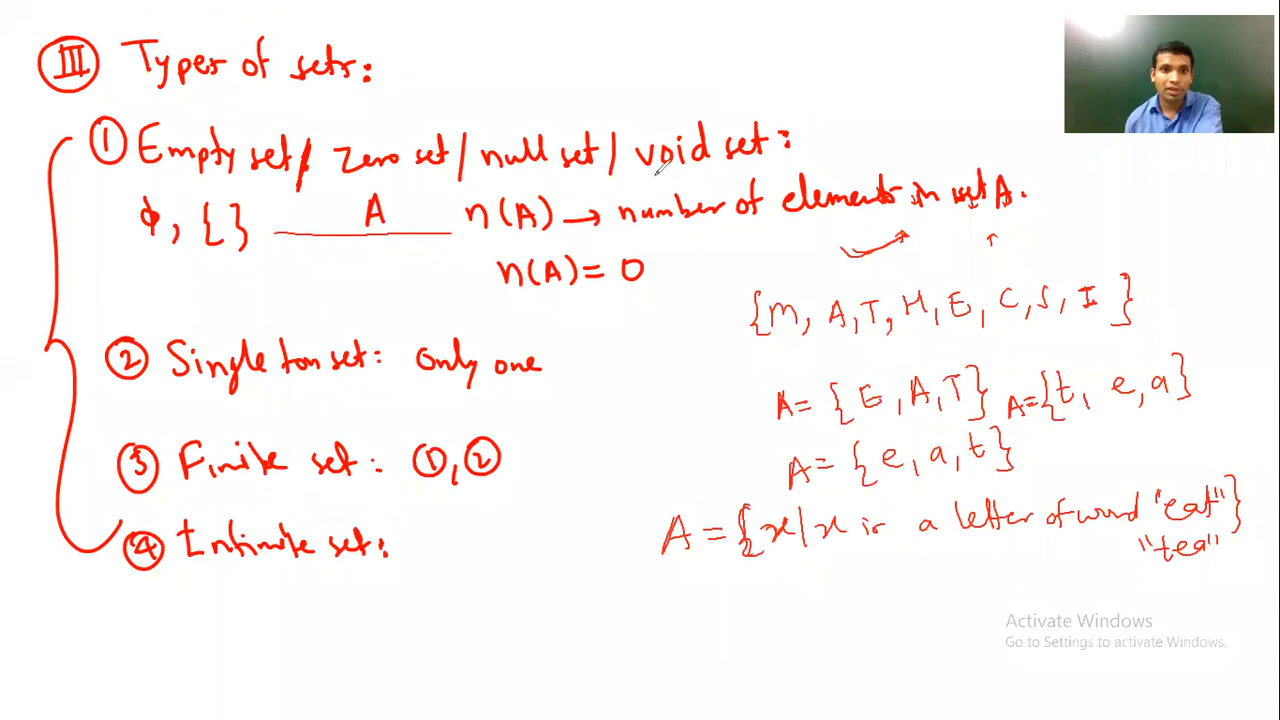 III Types of sets:
① Empty set/ zero set/ null set/ void set:
ϕ, { } A n(A) → number of elements in set A.
n(A) = 0
{M, A, T, H, E, C, S, I}
② Singleton set: only one
A = {E, A, T} A = {t, e, a}
③ Finite set: ①, ②
A = {e, a, t}
④ Infinite set:
A = {x/x is a letter of word "eat"}
"tea"
Activate Windows
Go to Settings to activate Windows.